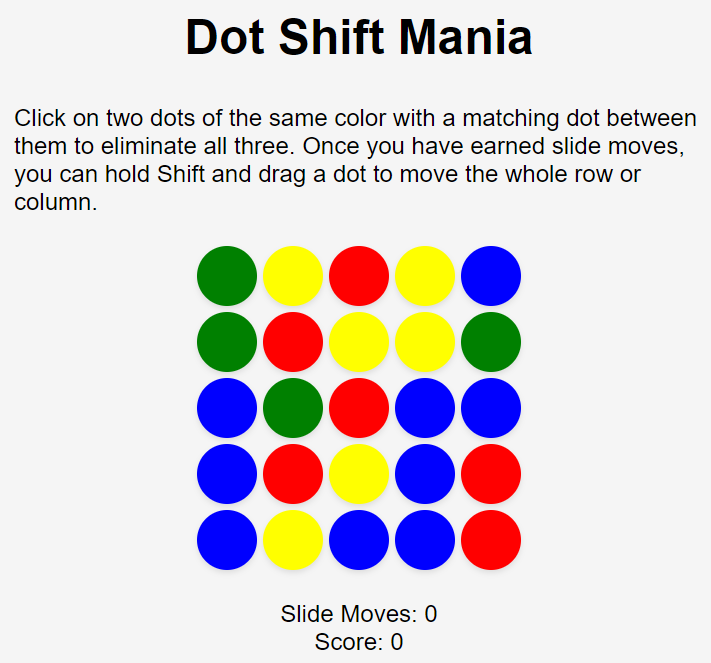 Dot Shift Mania
Click on two dots of the same color with a matching dot between
them to eliminate all three. Once you have earned slide moves,
you can hold Shift and drag a dot to move the whole row or
column.
Slide Moves: 0
Score: 0